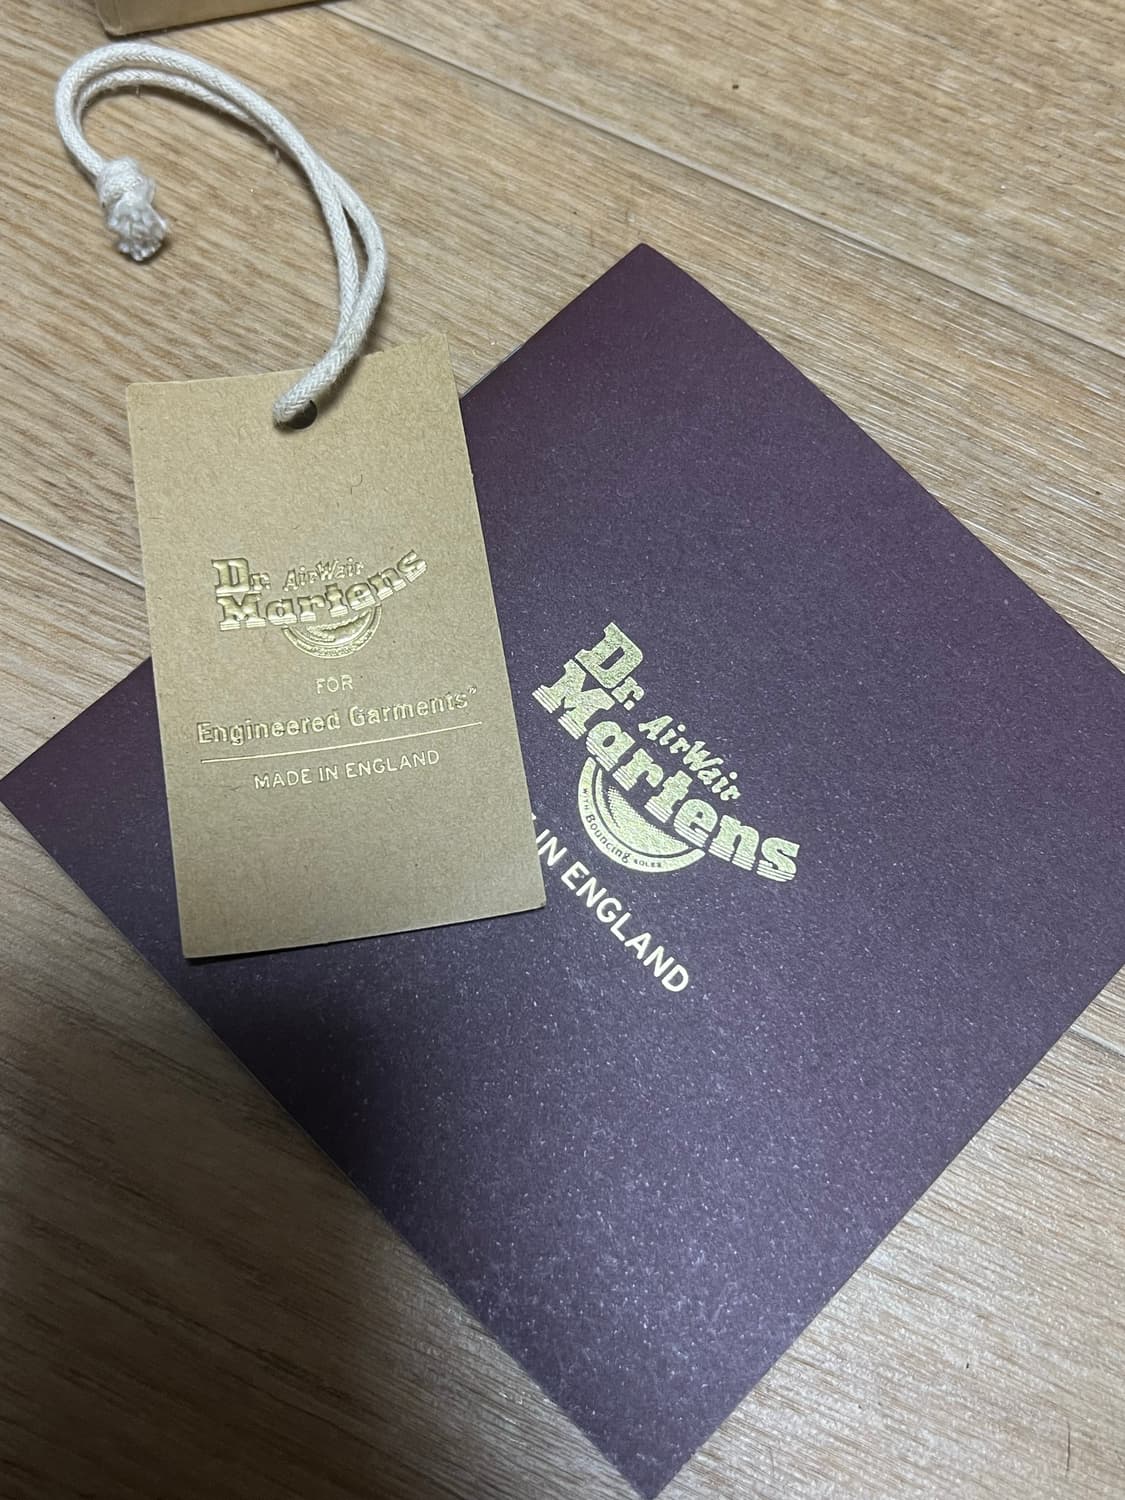 Dr. AirWair
Martens
FOR
Engineered Garments®
MADE IN ENGLAND
Dr. AirWair
Martens
WITH Bouncing SOLES
IN ENGLAND